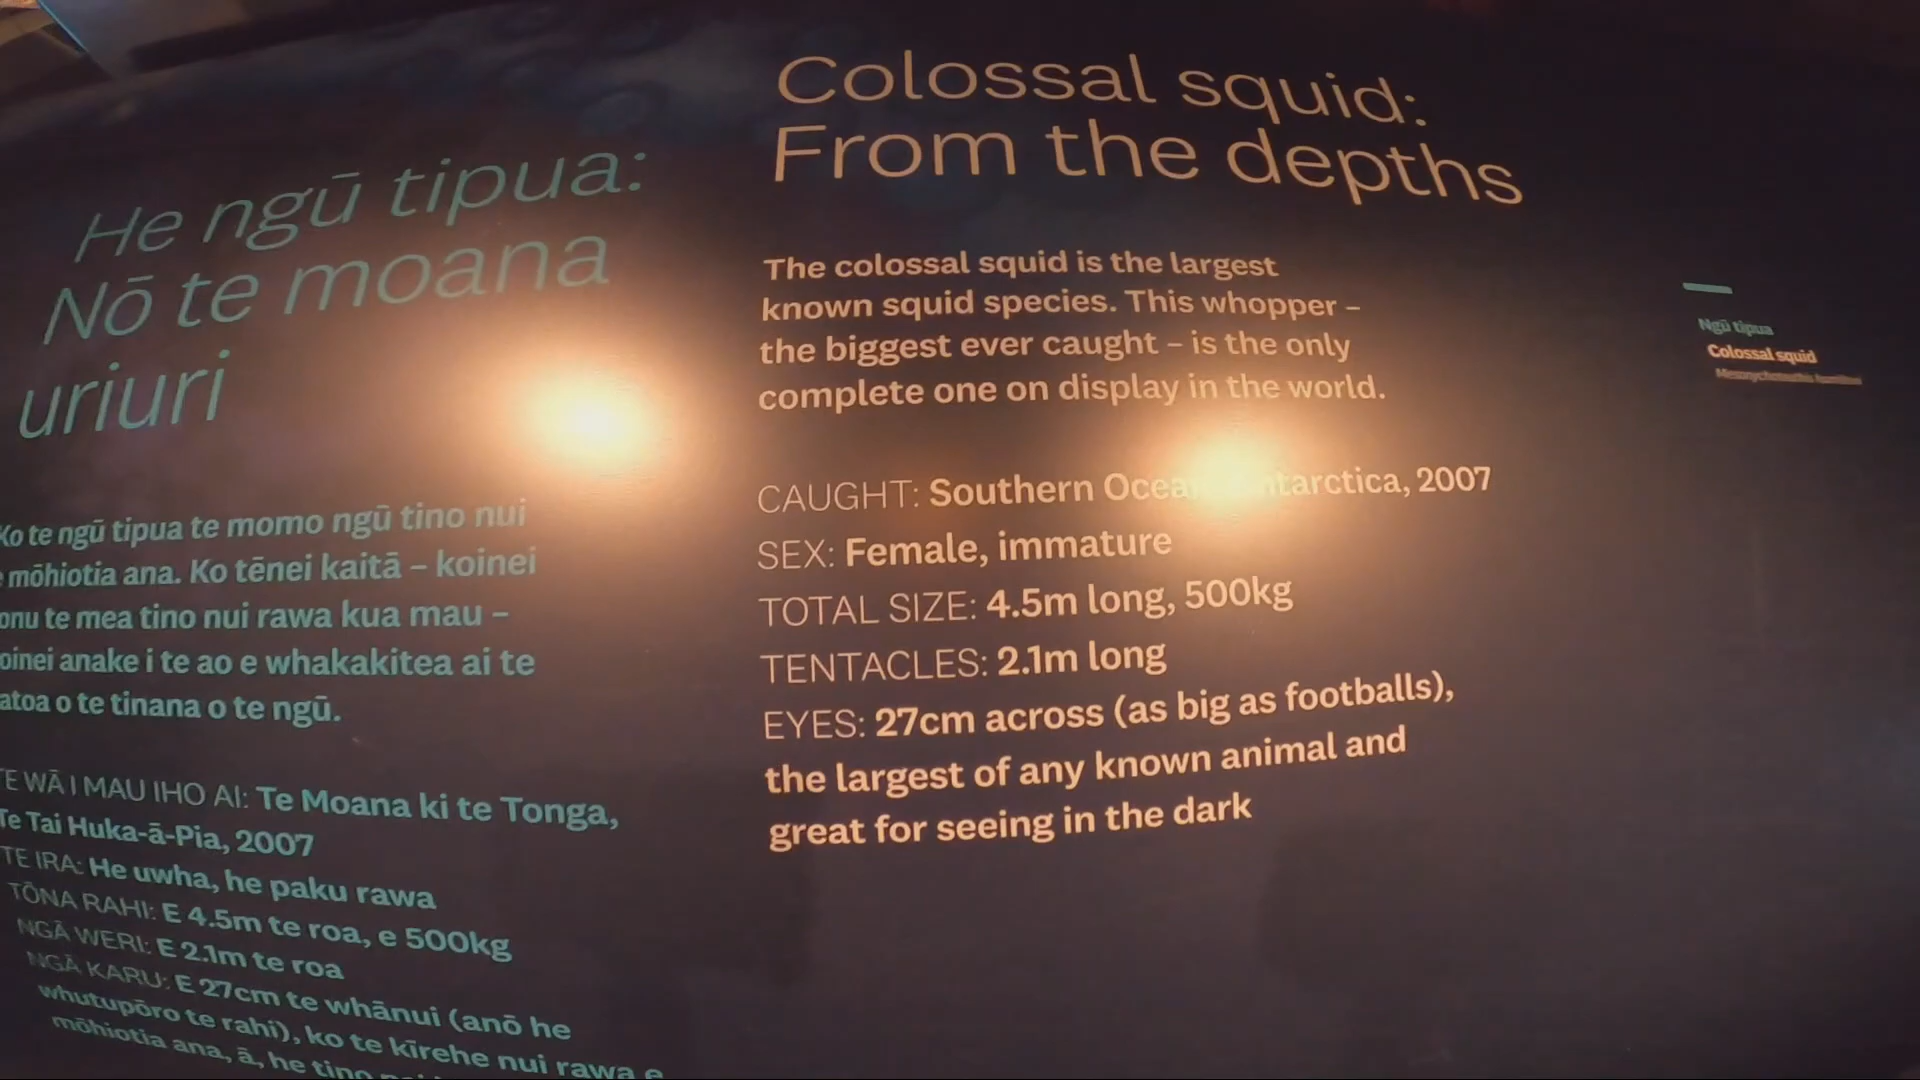 He ngū tipua:
Nō te moana
uriuri
Ko te ngū tipua te momo ngū tino nui
mōhiotia ana. Ko tēnei kaitā – koinei
onu te mea tino nui rawa kua mau –
oinei anake i te ao e whakakitea ai te
atoa o te tinana o te ngū.
TE WĀ I MAU IHO AI: Te Moana ki te Tonga,
Te Tai Huka-ā-Pia, 2007
TE IRA: He uwha, he paku rawa
TŌNA RAHI: E 4.5m te roa, e 500kg
NGĀ WERI: E 2.1m te roa
NGĀ KARU: E 27cm te whānui (anō he
whutupōro te rahi), ko te kīrehe nui rawa e
mōhiotia ana, ā, he tino
Colossal squid:
From the depths
The colossal squid is the largest
known squid species. This whopper –
the biggest ever caught – is the only
complete one on display in the world.
CAUGHT: Southern Ocean, Antarctica, 2007
SEX: Female, immature
TOTAL SIZE: 4.5m long, 500kg
TENTACLES: 2.1m long
EYES: 27cm across (as big as footballs),
the largest of any known animal and
great for seeing in the dark
Ngū tipua
Colossal squid